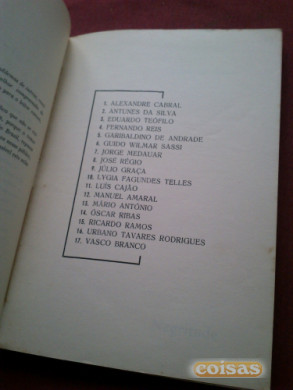 1. ALEXANDRE CABRAL
2. ANTUNES DA SILVA
3. EDUARDO TEÓFILO
4. FERNANDO REIS
5. GARIBALDINO DE ANDRADE
6. GUIDO WILMAR SASSI
7. JORGE MEDAUAR
8. JOSÉ RÉGIO
9. JÚLIO GRAÇA
10. LYGIA FAGUNDES TELLES
11. LUÍS CAJÃO
12. MANUEL AMARAL
13. MÁRIO ANTÓNIO
14. ÓSCAR RIBAS
15. RICARDO RAMOS
16. URBANO TAVARES RODRIGUES
17. VASCO BRANCO
coisas